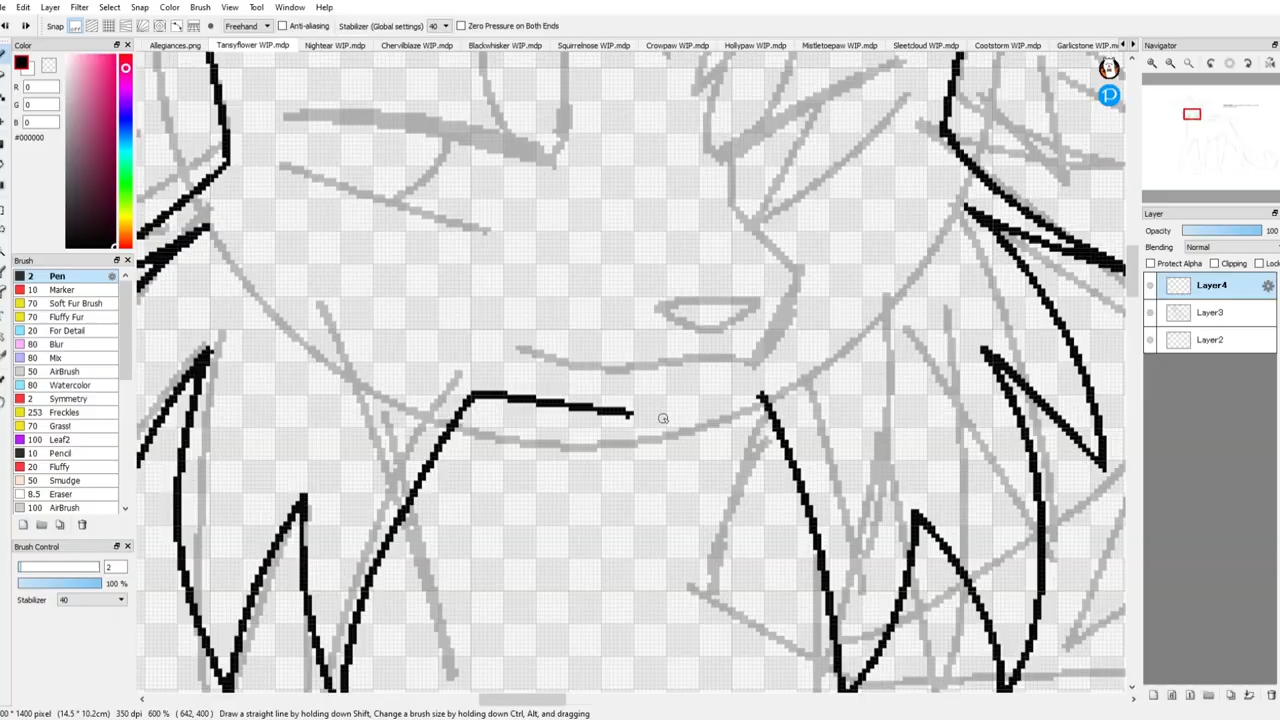 File Edit Layer Filter Select Snap Color Brush View Tool Window Help
Snap off Freehand Anti-aliasing Stabilizer (Global settings) 40 Zero Pressure on Both Ends
Color
Allegiances.png Tansyflower WIP.mdp Nightear WIP.mdp Chervilblaze WIP.mdp Blackwhisker WIP.mdp Squirrelnose WIP.mdp Crowpaw WIP.mdp Hollypaw WIP.mdp Mistletoepaw WIP.mdp Sleetcloud WIP.mdp Cootstorm WIP.mdp Garlicstone WIP.m
Navigator
R 0
G 0
B 0
#000000
Layer
Opacity 100
Blending Normal
Protect Alpha Clipping Lock
Layer4
Layer3
Layer2
Brush
2 Pen
10 Marker
70 Soft Fur Brush
70 Fluffy Fur
20 For Detail
80 Blur
80 Mix
50 AirBrush
80 Watercolor
2 Symmetry
253 Freckles
70 Grass!
100 Leaf2
10 Pencil
20 Fluffy
50 Smudge
8.5 Eraser
100 AirBrush
Brush Control
2
100 %
Stabilizer 40
00 * 1400 pixel (14.5 * 10.2cm) 350 dpi 600 % ( 642, 400 ) Draw a straight line by holding down Shift, Change a brush size by holding down Ctrl, Alt, and dragging